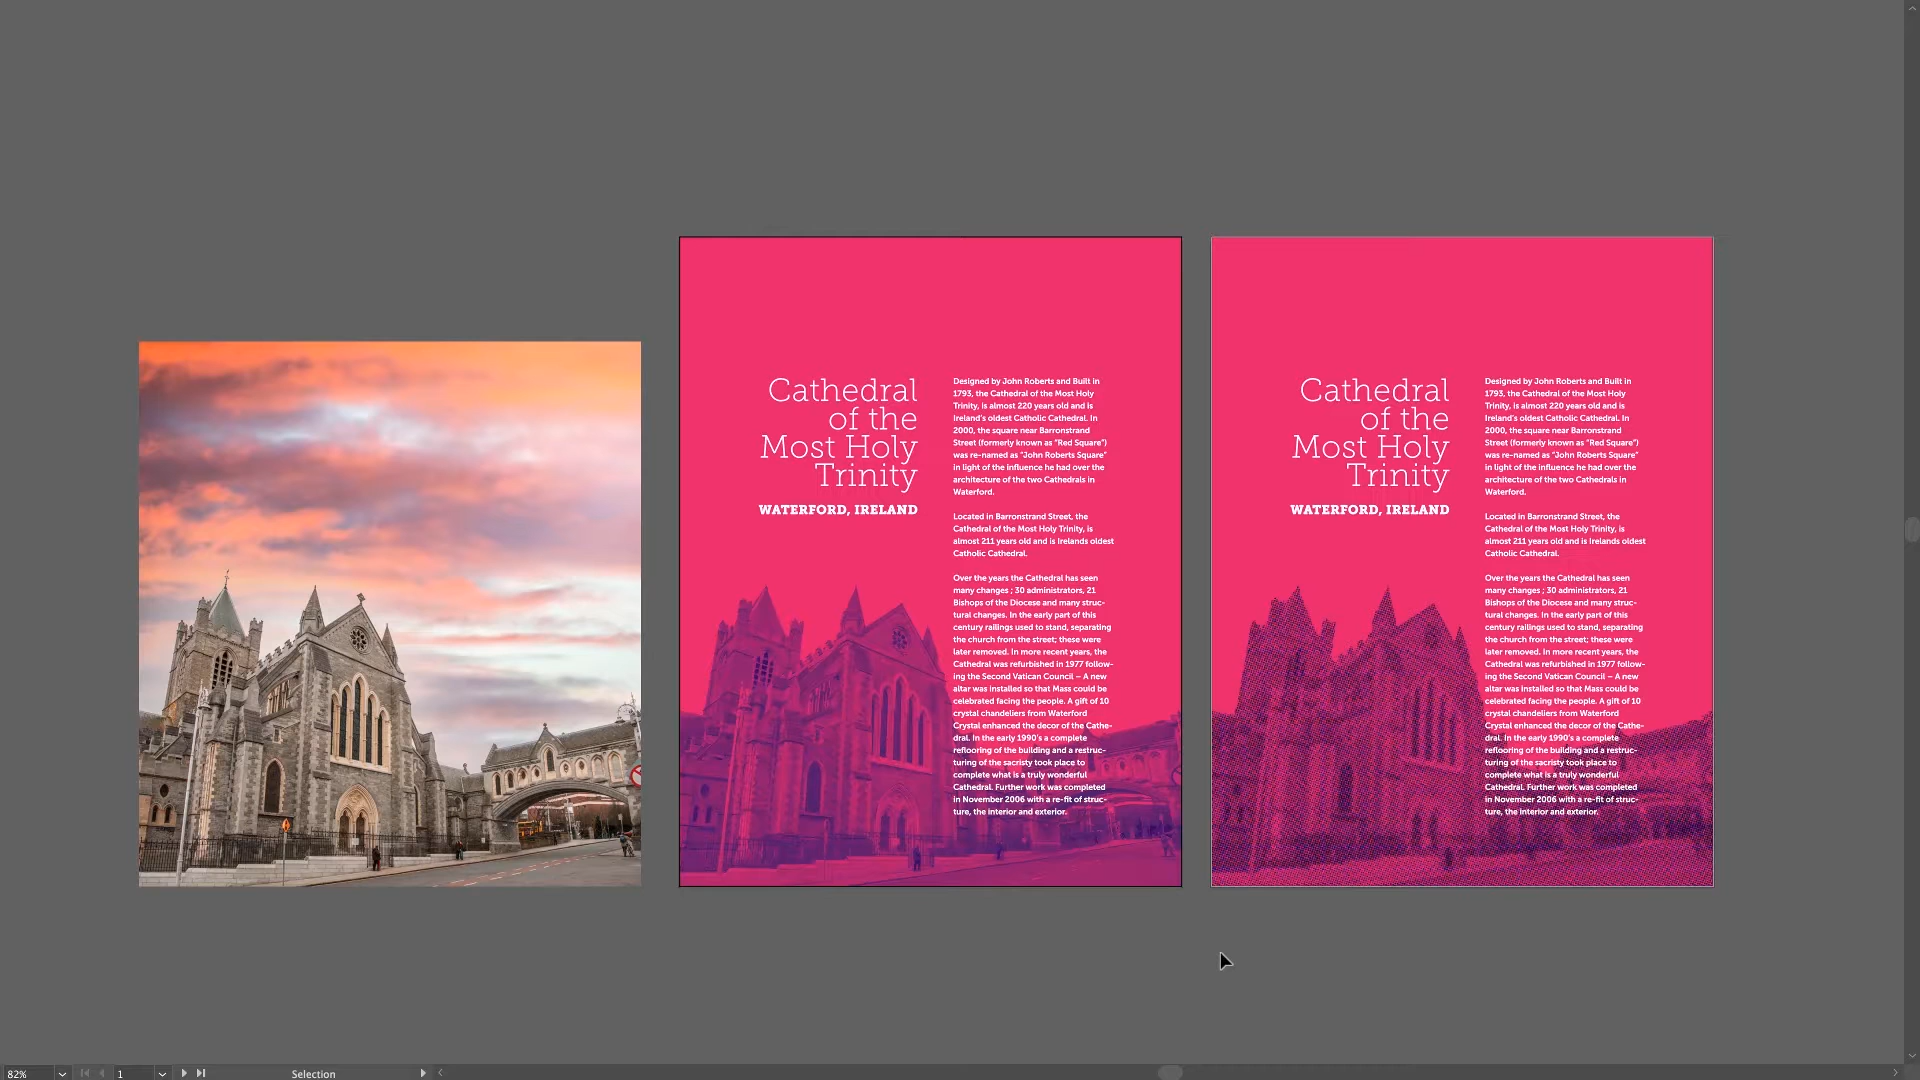 Cathedral
of the
Most Holy
Trinity
WATERFORD, IRELAND
Designed by John Roberts and Built in
1793, the Cathedral of the Most Holy
Trinity, is almost 220 years old and is
Ireland's oldest Catholic Cathedral. In
2000, the square near Barronstrand
Street (formerly known as “Red Square”)
was re-named as “John Roberts Square”
in light of the influence he had over the
architecture of the two Cathedrals in
Waterford.
Located in Barronstrand Street, the
Cathedral of the Most Holy Trinity, is
almost 211 years old and is Irelands oldest
Catholic Cathedral.
Over the years the Cathedral has seen
many changes ; 30 administrators, 21
Bishops of the Diocese and many struc-
tural changes. In the early part of this
century railings used to stand, separating
the church from the street; these were
later removed. In more recent years, the
Cathedral was refurbished in 1977 follow-
ing the Second Vatican Council – A new
altar was installed so that Mass could be
celebrated facing the people. A gift of 10
crystal chandeliers from Waterford
Crystal enhanced the decor of the Cathe-
dral. In the early 1990's a complete
reflooring of the building and a restruc-
turing of the sacristy took place to
complete what is a truly wonderful
Cathedral. Further work was completed
in November 2006 with a re-fit of struc-
ture, the interior and exterior.
Cathedral
of the
Most Holy
Trinity
WATERFORD, IRELAND
Designed by John Roberts and Built in
1793, the Cathedral of the Most Holy
Trinity, is almost 220 years old and is
Ireland's oldest Catholic Cathedral. In
2000, the square near Barronstrand
Street (formerly known as “Red Square”)
was re-named as “John Roberts Square”
in light of the influence he had over the
architecture of the two Cathedrals in
Waterford.
Located in Barronstrand Street, the
Cathedral of the Most Holy Trinity, is
almost 211 years old and is Irelands oldest
Catholic Cathedral.
Over the years the Cathedral has seen
many changes ; 30 administrators, 21
Bishops of the Diocese and many struc-
tural changes. In the early part of this
century railings used to stand, separating
the church from the street; these were
later removed. In more recent years, the
Cathedral was refurbished in 1977 follow-
ing the Second Vatican Council – A new
altar was installed so that Mass could be
celebrated facing the people. A gift of 10
crystal chandeliers from Waterford
Crystal enhanced the decor of the Cathe-
dral. In the early 1990's a complete
reflooring of the building and a restruc-
turing of the sacristy took place to
complete what is a truly wonderful
Cathedral. Further work was completed
in November 2006 with a re-fit of struc-
ture, the interior and exterior.
82% 1 Selection